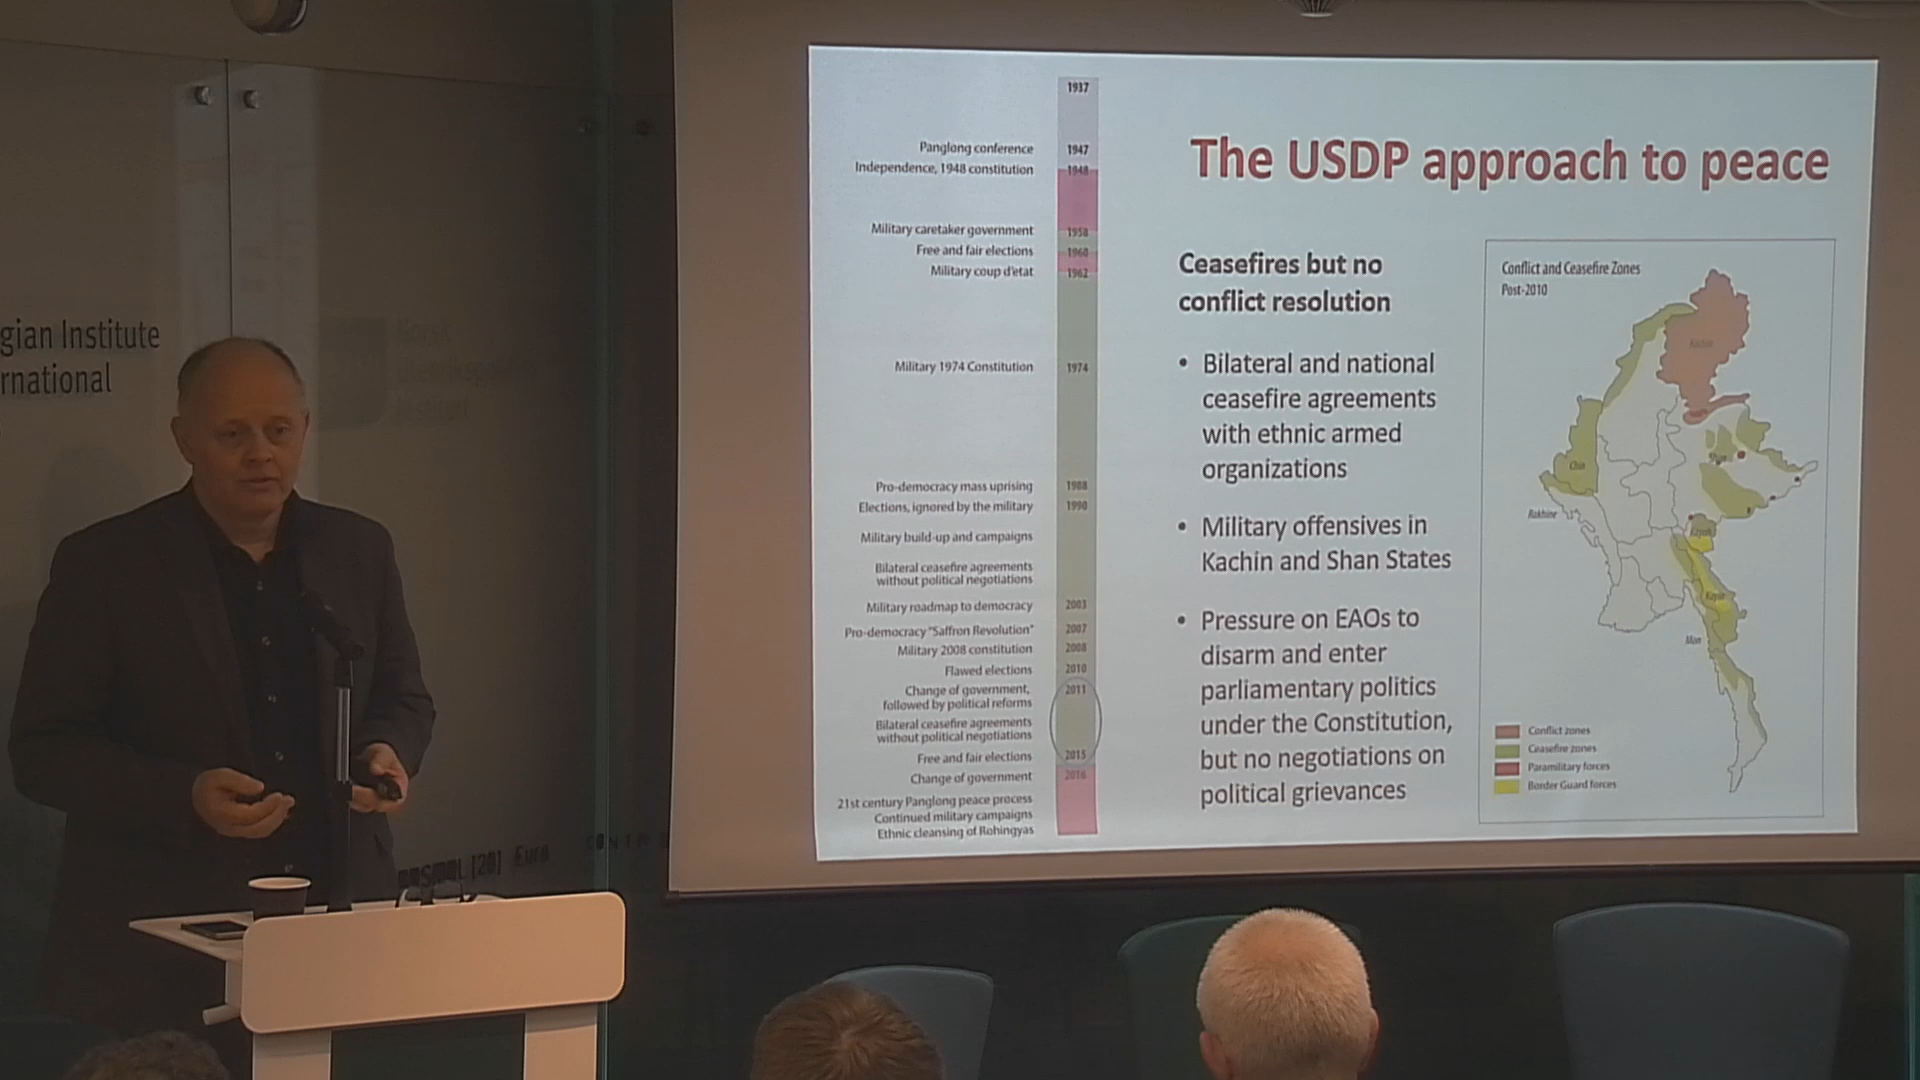 gian Institute
rnational
Norsk
Institutt
1937
Panglong conference 1947
Independence, 1948 constitution 1948
Military caretaker government 1958
Free and fair elections 1960
Military coup d'etat 1962
Military 1974 Constitution 1974
Pro-democracy mass uprising 1988
Elections, ignored by the military 1990
Military build-up and campaigns
Bilateral ceasefire agreements
without political negotiations
Military roadmap to democracy 2003
Pro-democracy "Saffron Revolution" 2007
Military 2008 constitution 2008
Flawed elections 2010
Change of government, 2011
followed by political reforms
Bilateral ceasefire agreements
without political negotiations
Free and fair elections 2015
Change of government 2016
21st century Panglong peace process
Continued military campaigns
Ethnic cleansing of Rohingyas
The USDP approach to peace
Ceasefires but no
conflict resolution
• Bilateral and national
ceasefire agreements
with ethnic armed
organizations
• Military offensives in
Kachin and Shan States
• Pressure on EAOs to
disarm and enter
parliamentary politics
under the Constitution,
but no negotiations on
political grievances
Conflict and Ceasefire Zones
Post-2010
Kachin
Shan
Chin
Rakhine
Kayah
Kayin
Mon
Conflict zones
Ceasefire zones
Paramilitary forces
Border Guard forces
[20] Euro